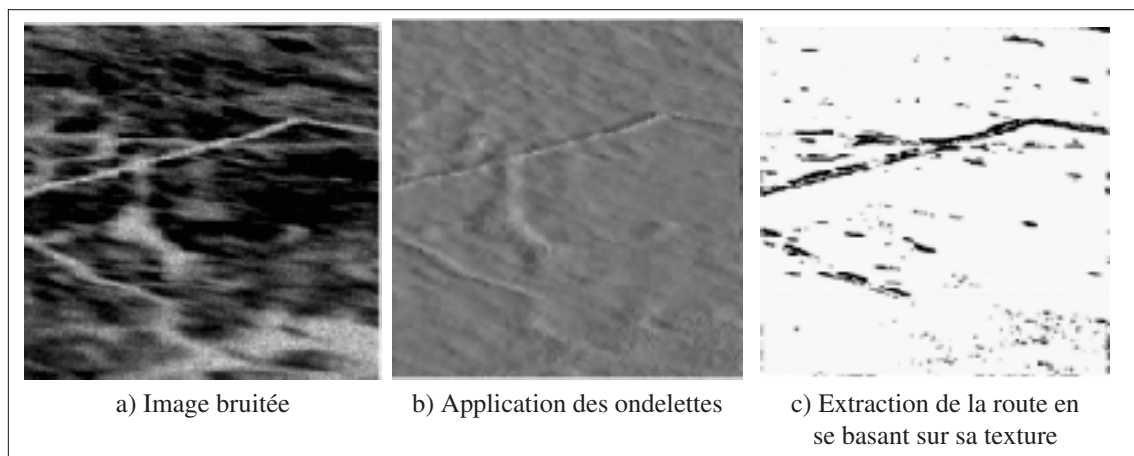 a) Image bruitée
b) Application des ondelettes
c) Extraction de la route en
se basant sur sa texture